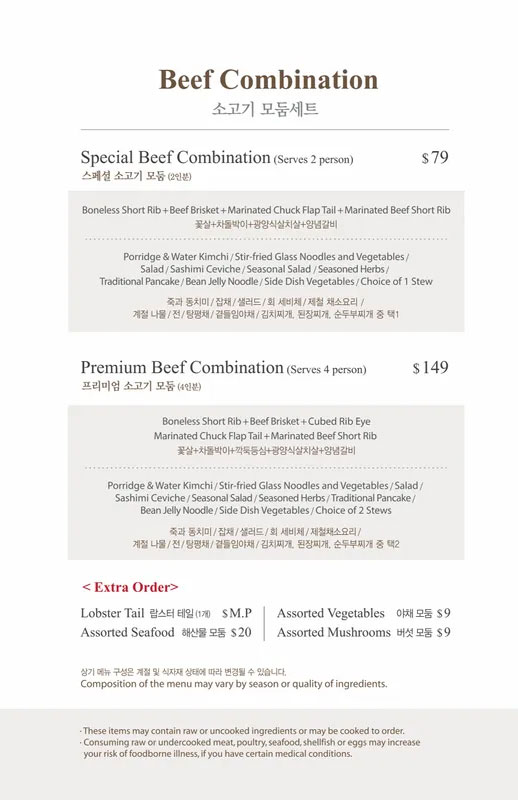 Beef Combination
소고기 모둠세트
Special Beef Combination (Serves 2 person) $ 79
스페셜 소고기 모둠 (2인분)
Boneless Short Rib + Beef Brisket + Marinated Chuck Flap Tail + Marinated Beef Short Rib
꽃살+차돌박이+광양식살치살+양념갈비
Porridge & Water Kimchi / Stir-fried Glass Noodles and Vegetables /
Salad / Sashimi Ceviche / Seasonal Salad / Seasoned Herbs /
Traditional Pancake / Bean Jelly Noodle / Side Dish Vegetables / Choice of 1 Stew
죽과 동치미 / 잡채 / 샐러드 / 회 세비체 / 제철 채소요리 /
계절 나물 / 전 / 탕평채 / 곁들임야채 / 김치찌개, 된장찌개, 순두부찌개 중 택1
Premium Beef Combination (Serves 4 person) $ 149
프리미엄 소고기 모둠 (4인분)
Boneless Short Rib + Beef Brisket + Cubed Rib Eye
Marinated Chuck Flap Tail + Marinated Beef Short Rib
꽃살+차돌박이+깍둑등심+광양식살치살+양념갈비
Porridge & Water Kimchi / Stir-fried Glass Noodles and Vegetables / Salad /
Sashimi Ceviche / Seasonal Salad / Seasoned Herbs / Traditional Pancake /
Bean Jelly Noodle / Side Dish Vegetables / Choice of 2 Stews
죽과 동치미 / 잡채 / 샐러드 / 회 세비체 / 제철채소요리 /
계절 나물 / 전 / 탕평채 / 곁들임야채 / 김치찌개, 된장찌개, 순두부찌개 중 택2
< Extra Order>
Lobster Tail 랍스터 테일 (1개) $ M.P
Assorted Seafood 해산물 모둠 $ 20
Assorted Vegetables 야채 모둠 $ 9
Assorted Mushrooms 버섯 모둠 $ 9
상기 메뉴 구성은 계절 및 식자재 상태에 따라 변경될 수 있습니다.
Composition of the menu may vary by season or quality of ingredients.
· These items may contain raw or uncooked ingredients or may be cooked to order.
· Consuming raw or undercooked meat, poultry, seafood, shellfish or eggs may increase
your risk of foodborne illness, if you have certain medical conditions.